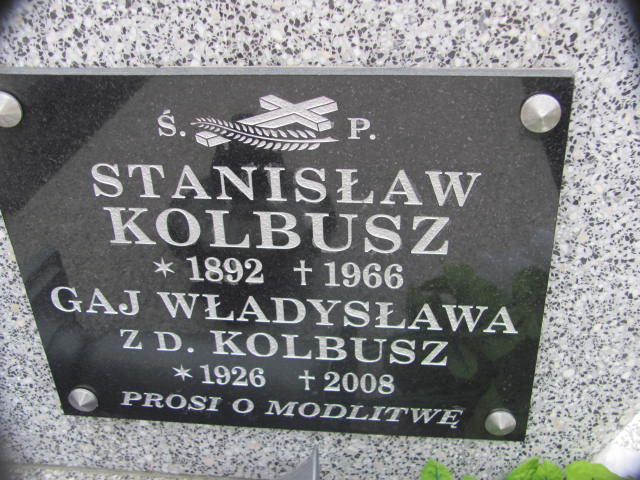 Ś. P.
STANISŁAW
KOLBUSZ
* 1892 † 1966
GAJ WŁADYSŁAWA
Z D. KOLBUSZ
* 1926 † 2008
PROSI O MODLITWĘ